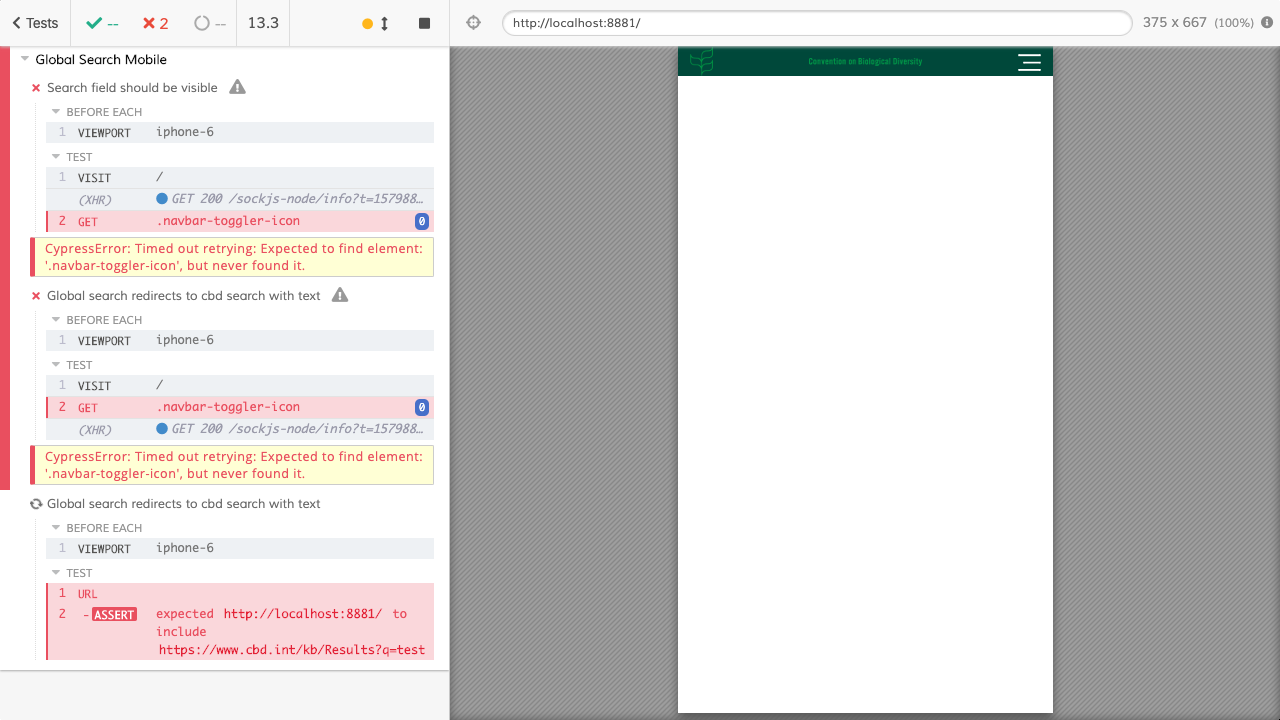 Tests
--
2
--
13.3
http://localhost:8881/
375 x 667 (100%)
Global Search Mobile
Search field should be visible
BEFORE EACH
1 VIEWPORT iphone-6
TEST
1 VISIT /
(XHR) GET 200 /sockjs-node/info?t=157988…
2 GET .navbar-toggler-icon 0
CypressError: Timed out retrying: Expected to find element:
'.navbar-toggler-icon', but never found it.
Global search redirects to cbd search with text
BEFORE EACH
1 VIEWPORT iphone-6
TEST
1 VISIT /
2 GET .navbar-toggler-icon 0
(XHR) GET 200 /sockjs-node/info?t=157988…
CypressError: Timed out retrying: Expected to find element:
'.navbar-toggler-icon', but never found it.
Global search redirects to cbd search with text
BEFORE EACH
1 VIEWPORT iphone-6
TEST
1 URL
2 -ASSERT expected http://localhost:8881/ to
include
https://www.cbd.int/kb/Results?q=test
Convention on Biological Diversity